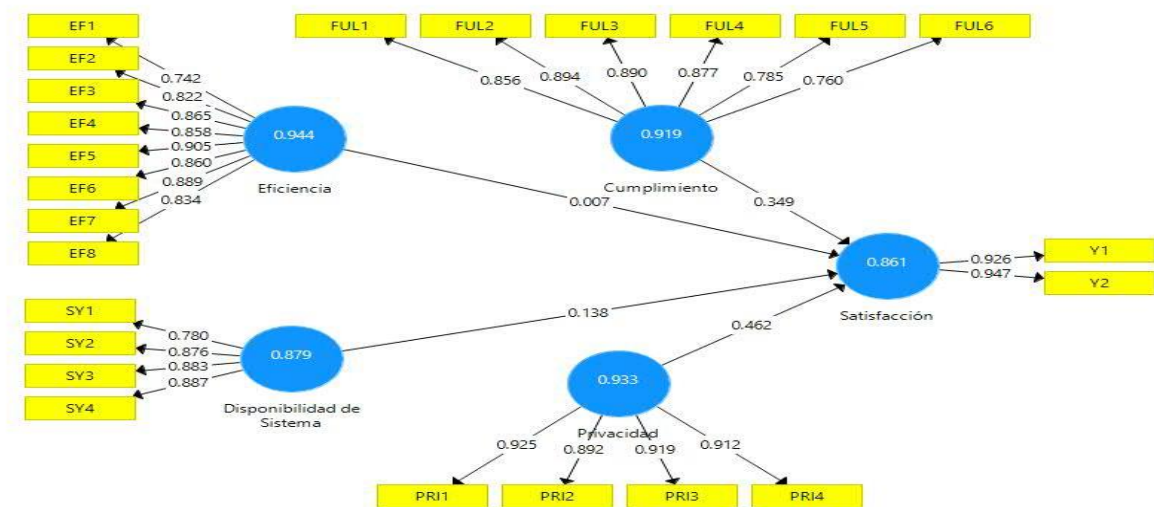 EF1
EF2
EF3
EF4
EF5
EF6
EF7
EF8
0.742
0.822
0.865
0.858
0.905
0.860
0.889
0.834
0.944
Eficiencia
FUL1
FUL2
FUL3
FUL4
FUL5
FUL6
0.856
0.894
0.890
0.877
0.785
0.760
0.919
Cumplimiento
0.007
0.349
0.861
Satisfacción
0.926
0.947
Y1
Y2
SY1
SY2
SY3
SY4
0.780
0.876
0.883
0.887
0.879
Disponibilidad de
Sistema
0.138
0.462
0.933
Privacidad
0.925
0.892
0.919
0.912
PRI1
PRI2
PRI3
PRI4